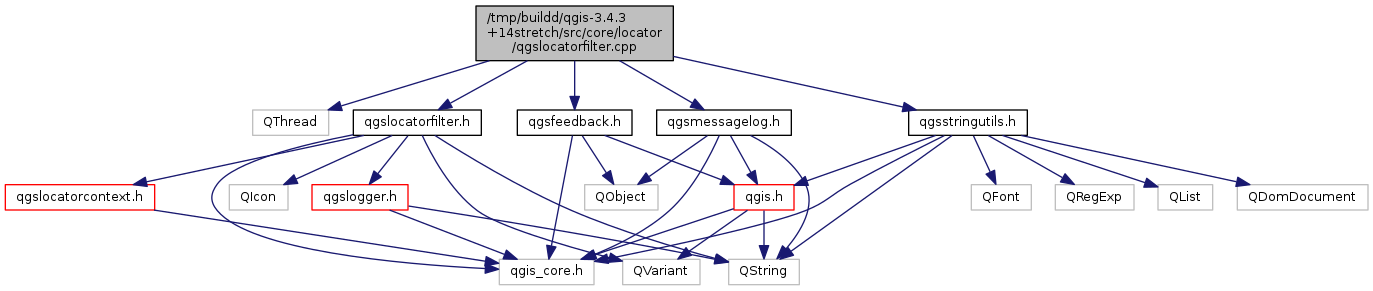 /tmp/buildd/qgis-3.4.3
+14stretch/src/core/locator
/qgslocatorfilter.cpp
QThread
qgslocatorfilter.h
qgsfeedback.h
qgsmessagelog.h
qgsstringutils.h
qgslocatorcontext.h
QIcon
qgslogger.h
QObject
qgis.h
QFont
QRegExp
QList
QDomDocument
qgis_core.h
QVariant
QString